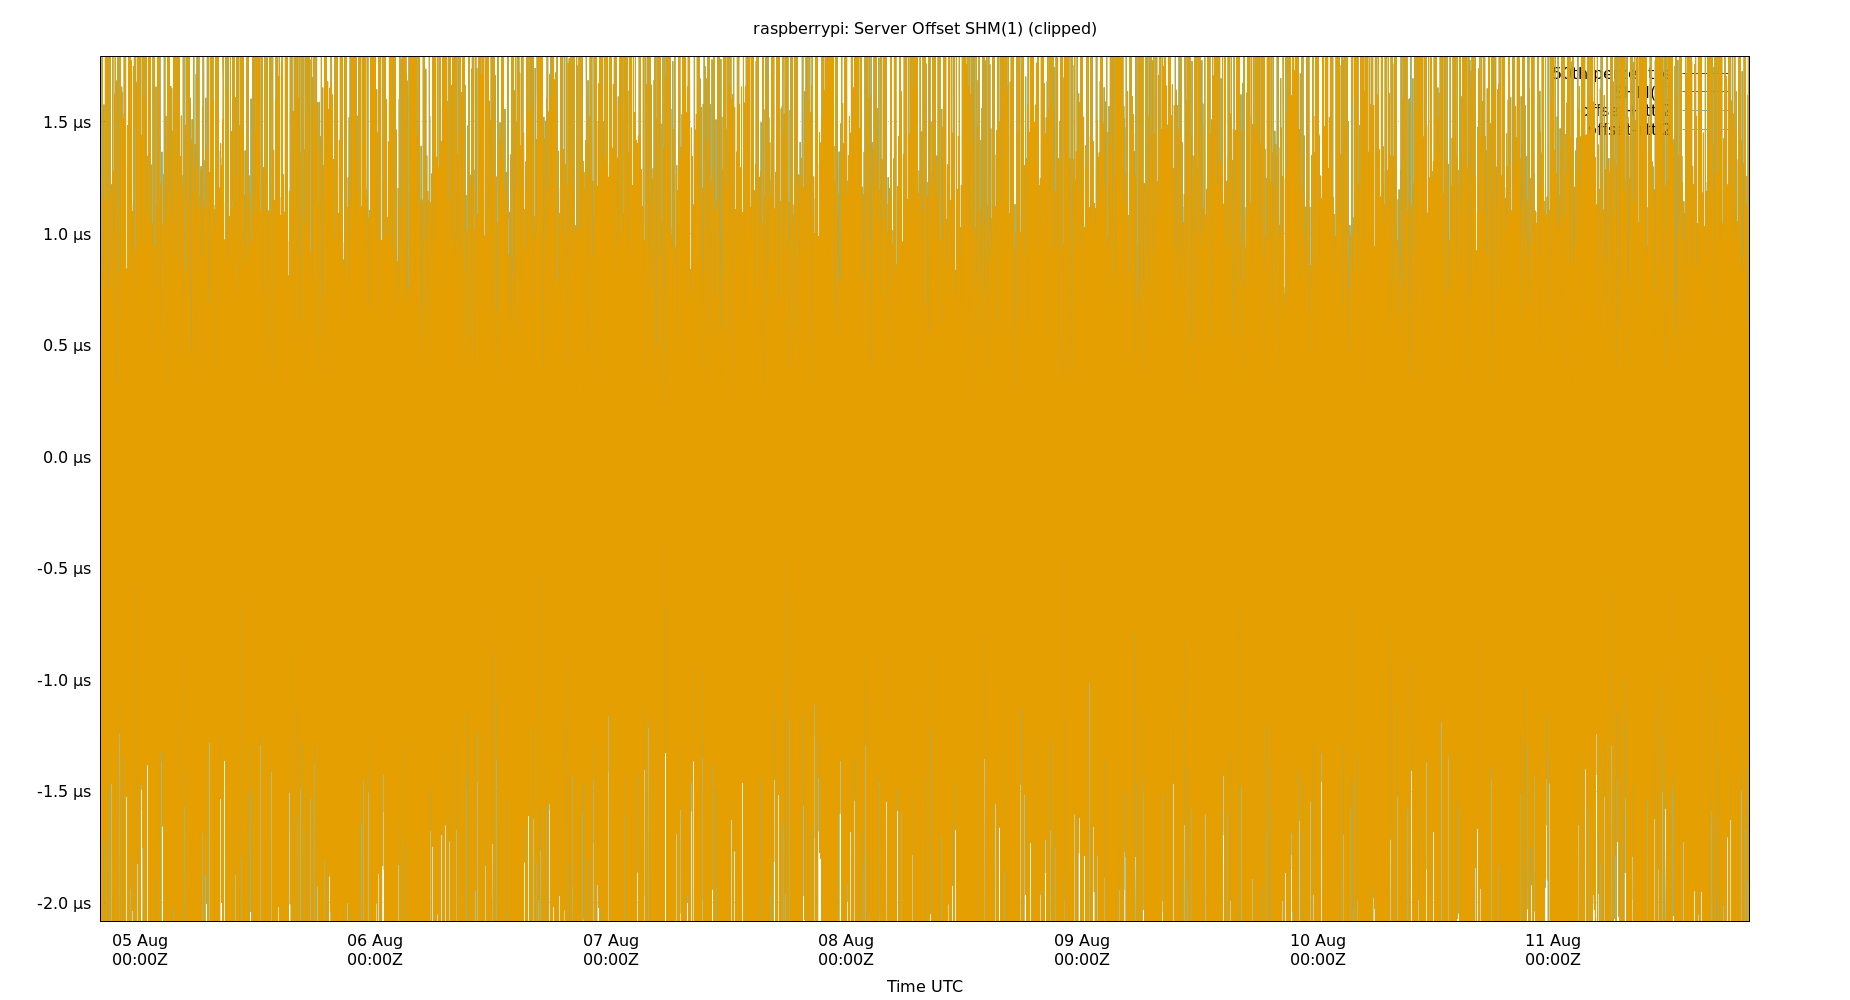 raspberrypi: Server Offset SHM(1) (clipped)
1.5 µs
1.0 µs
0.5 µs
0.0 µs
-0.5 µs
-1.0 µs
-1.5 µs
-2.0 µs
05 Aug 06 Aug 07 Aug 08 Aug 09 Aug 10 Aug 11 Aug
00:00Z 00:00Z 00:00Z 00:00Z 00:00Z 00:00Z 00:00Z
Time UTC